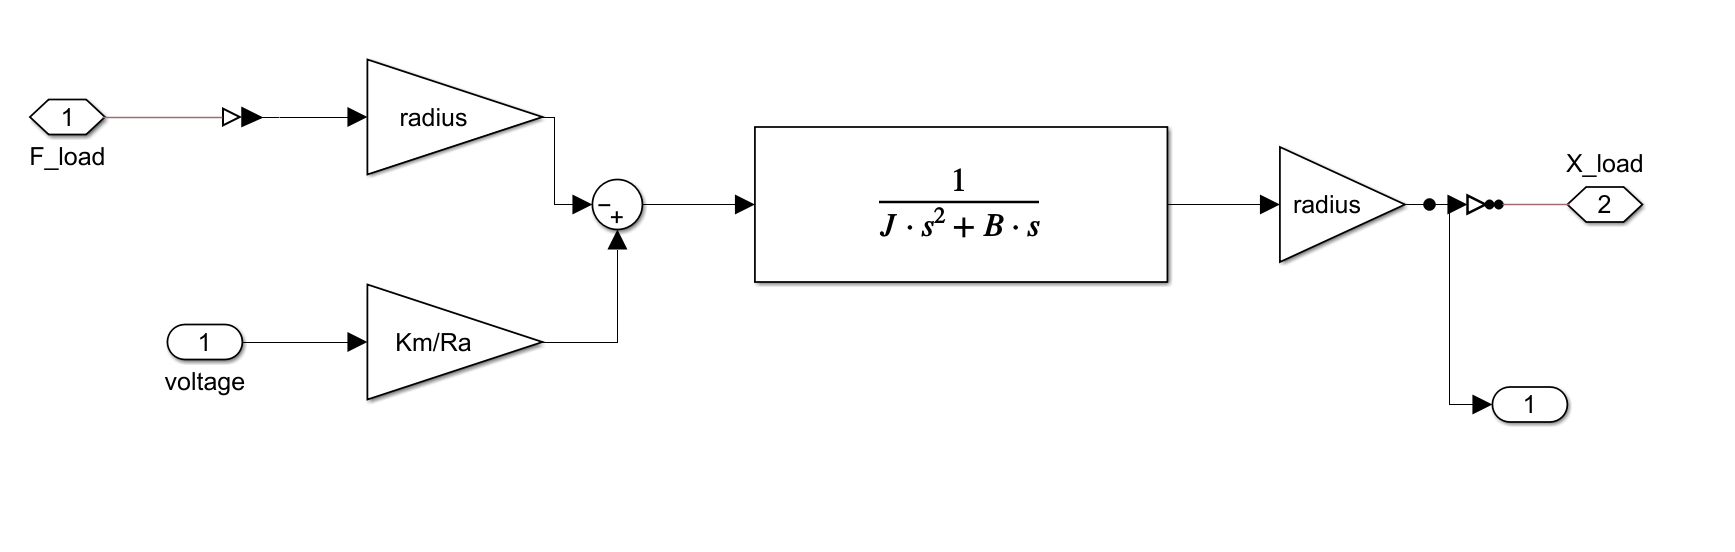 1
F_load
radius
−
+
1
J · s² + B · s
radius
X_load
2
1
voltage
Km/Ra
1